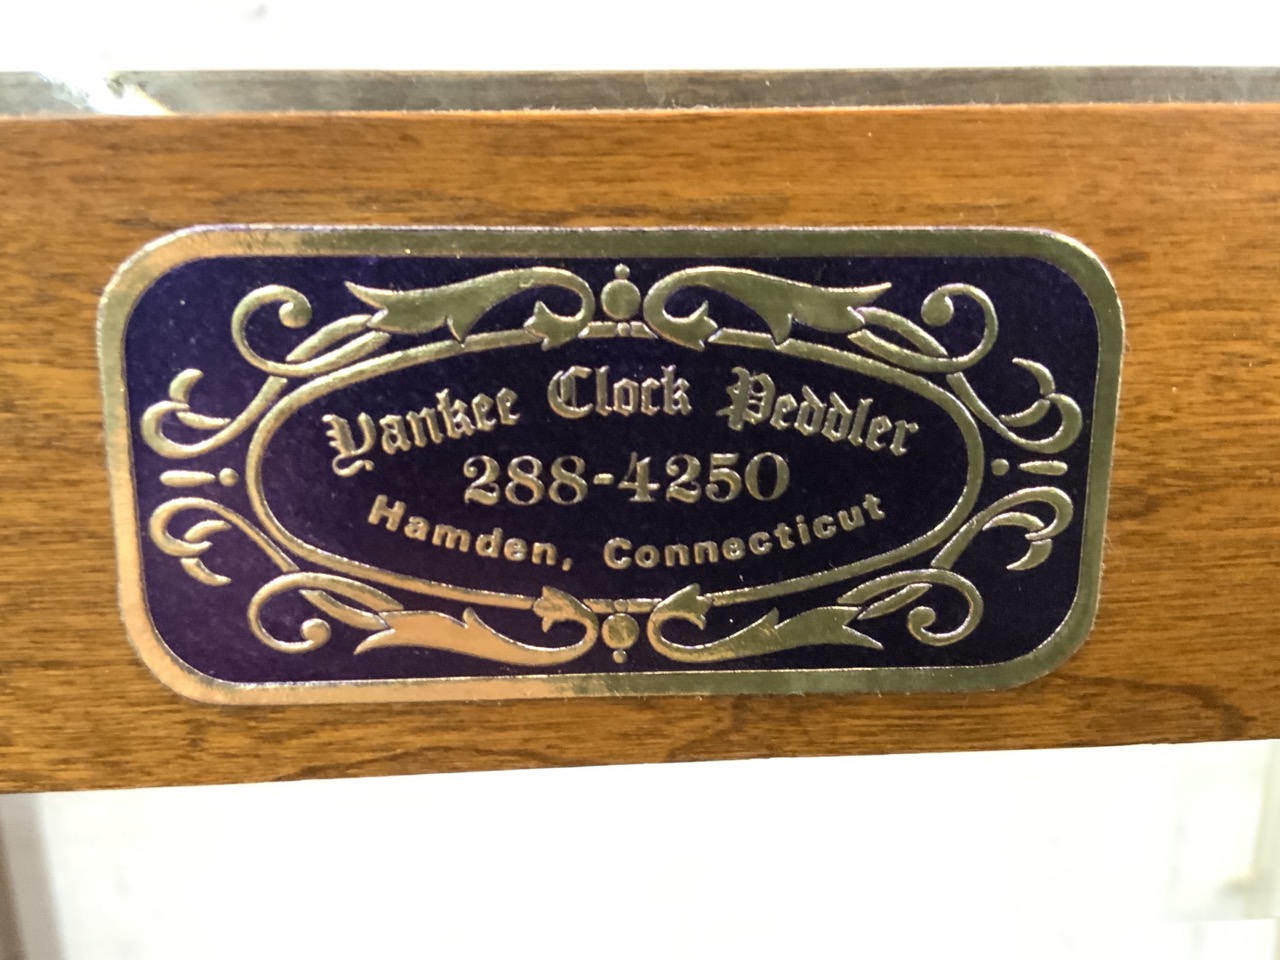 Yankee Clock Peddler
288-4250
Hamden, Connecticut